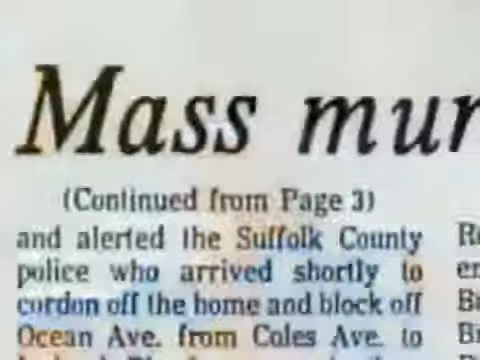 Mass mur
(Continued from Page 3)
and alerted the Suffolk County
police who arrived shortly to
cordon off the home and block off
Ocean Ave. from Coles Ave. to